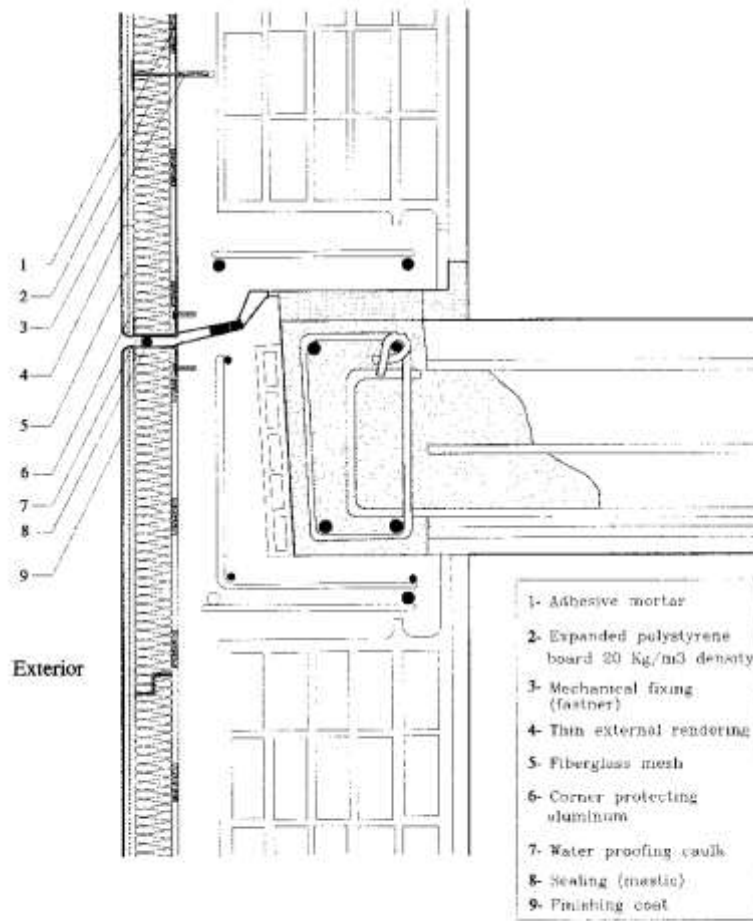 1
2
3
4
5
6
7
8
9
Exterior
1- Adhesive mortar
2- Expanded polystyrene
board 20 Kg/m3 density
3- Mechanical fixing
(fastner)
4- Thin external rendering
5- Fiberglass mesh
6- Corner protecting
aluminum
7- Water proofing caulk
8- Sealing (mastic)
9- Finishing coat